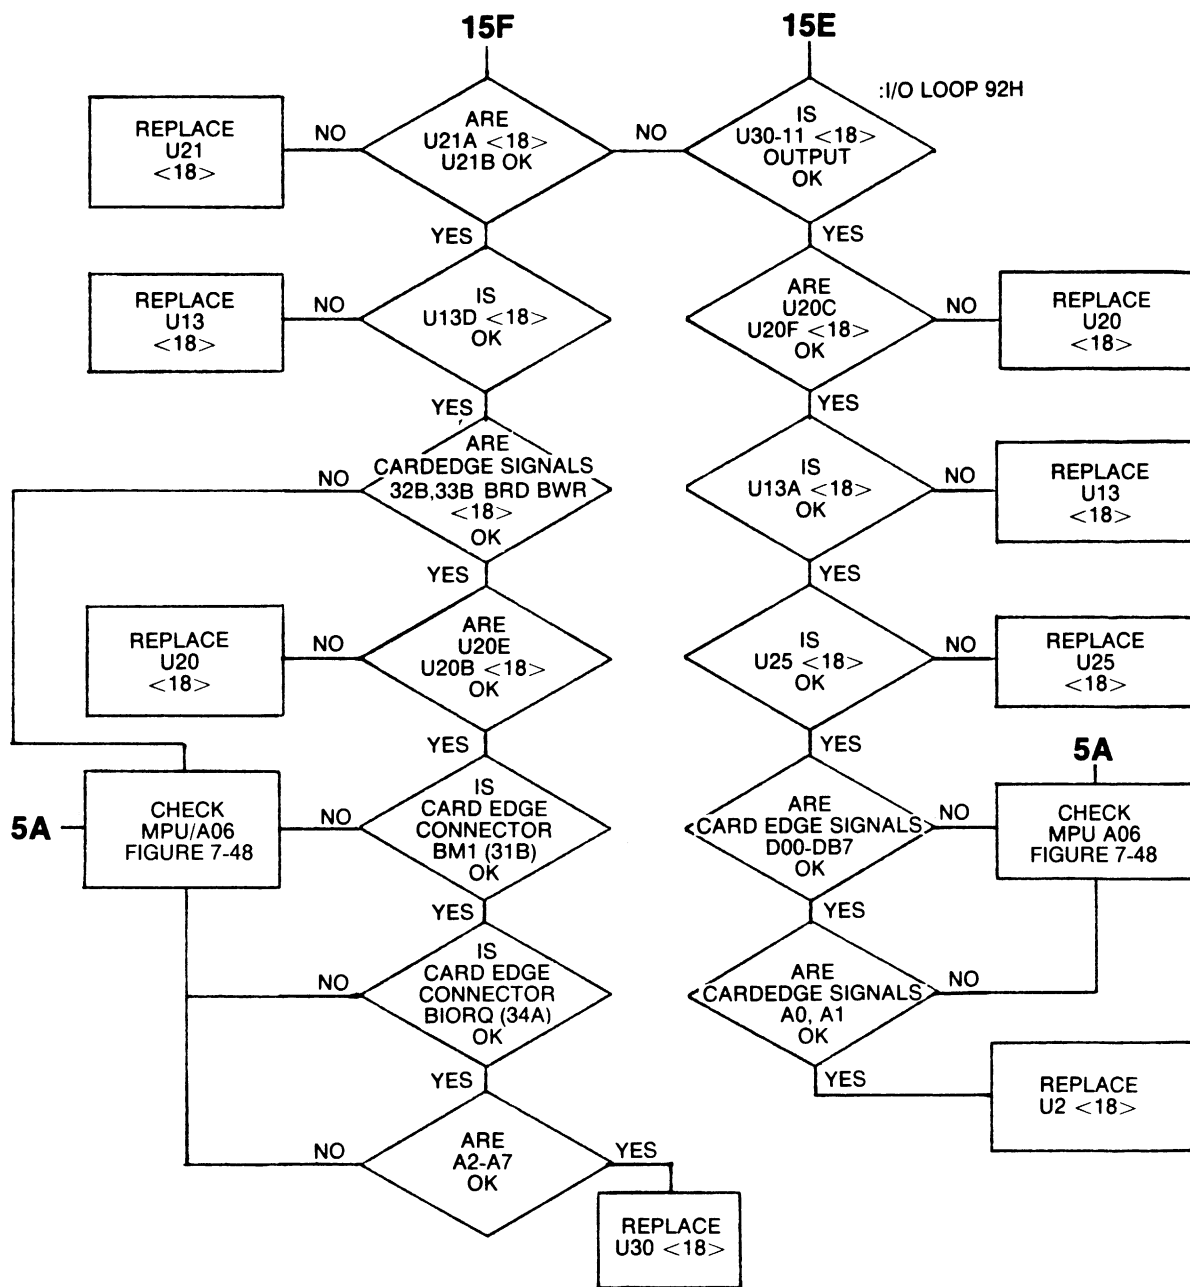 15F
15E
:I/O LOOP 92H
REPLACE
U21
<18>
NO
ARE
U21A <18>
U21B OK
NO
IS
U30-11 <18>
OUTPUT
OK
YES
YES
REPLACE
U13
<18>
NO
IS
U13D <18>
OK
ARE
U20C
U20F <18>
OK
NO
REPLACE
U20
<18>
YES
YES
NO
ARE
CARDEDGE SIGNALS
32B,33B BRD BWR
<18>
OK
IS
U13A <18>
OK
NO
REPLACE
U13
<18>
YES
YES
REPLACE
U20
<18>
NO
ARE
U20E
U20B <18>
OK
IS
U25 <18>
OK
NO
REPLACE
U25
<18>
YES
YES
5A
5A
CHECK
MPU/A06
FIGURE 7-48
NO
IS
CARD EDGE
CONNECTOR
BM1 (31B)
OK
ARE
CARD EDGE SIGNALS
D00-DB7
OK
NO
CHECK
MPU A06
FIGURE 7-48
YES
YES
NO
IS
CARD EDGE
CONNECTOR
BIORQ (34A)
OK
ARE
CARDEDGE SIGNALS
A0, A1
OK
NO
YES
YES
REPLACE
U2 <18>
NO
ARE
A2-A7
OK
YES
REPLACE
U30 <18>